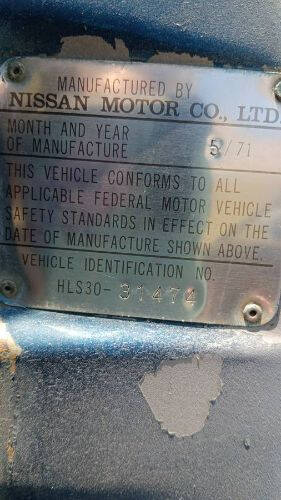 MANUFACTURED BY
NISSAN MOTOR CO., LTD.
MONTH AND YEAR
OF MANUFACTURE 5/71
THIS VEHICLE CONFORMS TO ALL
APPLICABLE FEDERAL MOTOR VEHICLE
SAFETY STANDARDS IN EFFECT ON THE
DATE OF MANUFACTURE SHOWN ABOVE.
VEHICLE IDENTIFICATION NO.
HLS30-31474